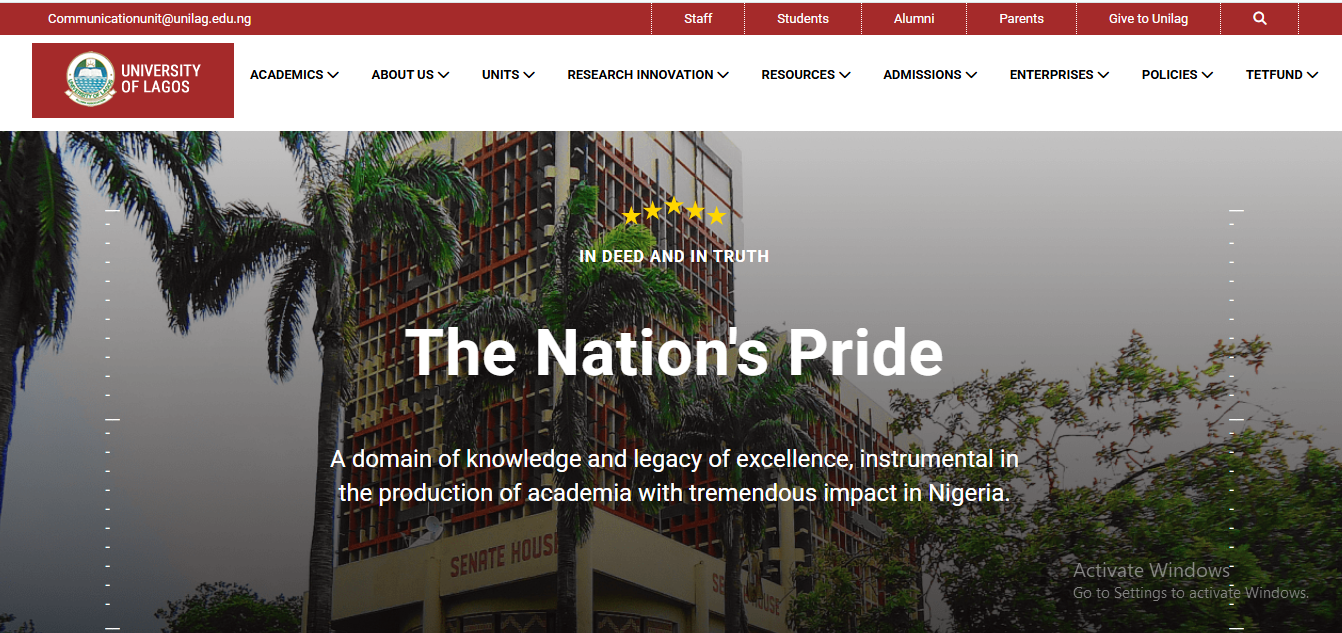 Communicationunit@unilag.edu.ng
Staff
Students
Alumni
Parents
Give to Unilag
UNIVERSITY
OF LAGOS
ACADEMICS
ABOUT US
UNITS
RESEARCH INNOVATION
RESOURCES
ADMISSIONS
ENTERPRISES
POLICIES
TETFUND
IN DEED AND IN TRUTH
The Nation's Pride
A domain of knowledge and legacy of excellence, instrumental in
the production of academia with tremendous impact in Nigeria.
SENATE HOUSE
SENATE HOUSE
Activate Windows
Go to Settings to activate Windows.